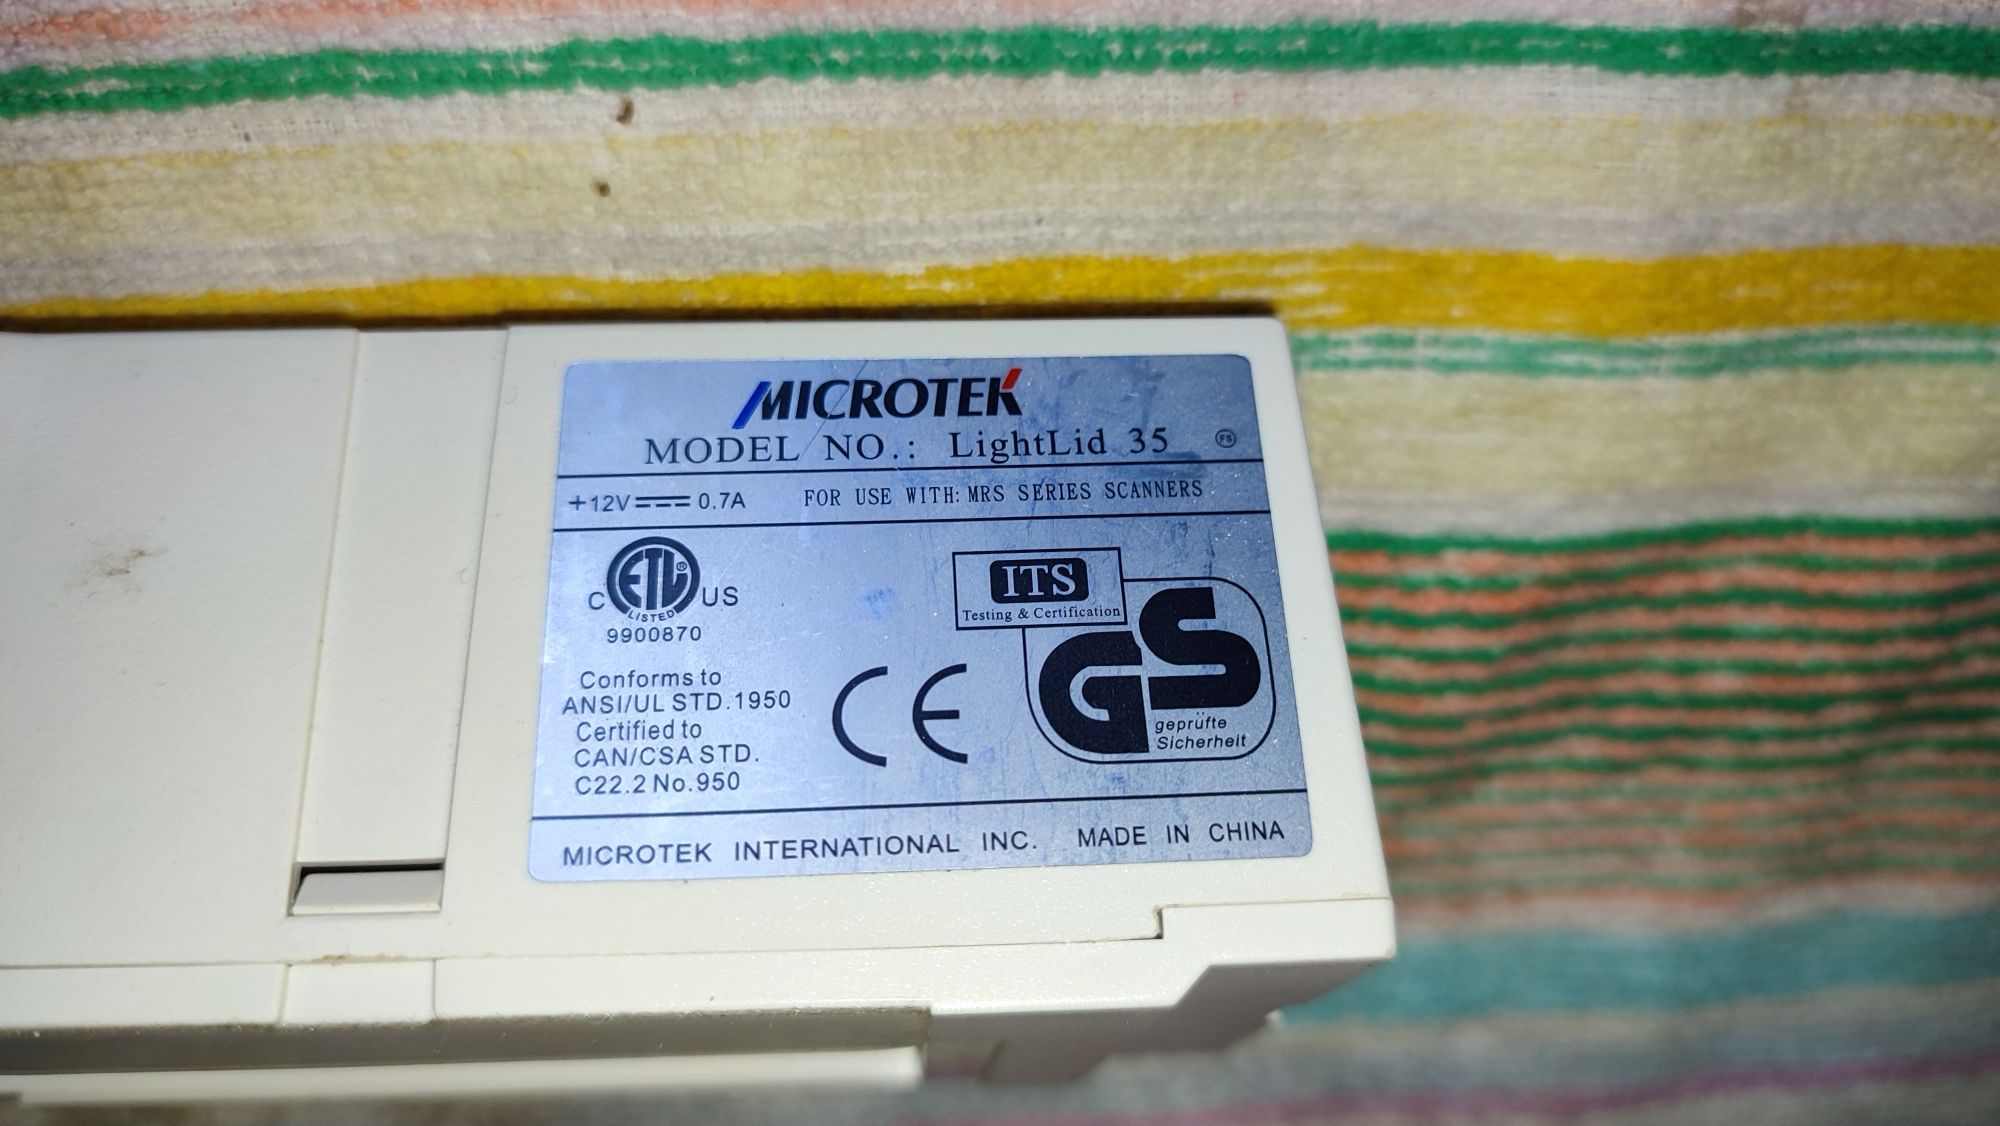 MICROTEK
MODEL NO.: LightLid 35 FS
+12V 0.7A FOR USE WITH: MRS SERIES SCANNERS
ETL ®
C US
LISTED
9900870
Conforms to
ANSI/UL STD.1950
Certified to
CAN/CSA STD.
C22.2 No.950
CE
ITS
Testing & Certification
GS
geprüfte
Sicherheit
MICROTEK INTERNATIONAL INC. MADE IN CHINA